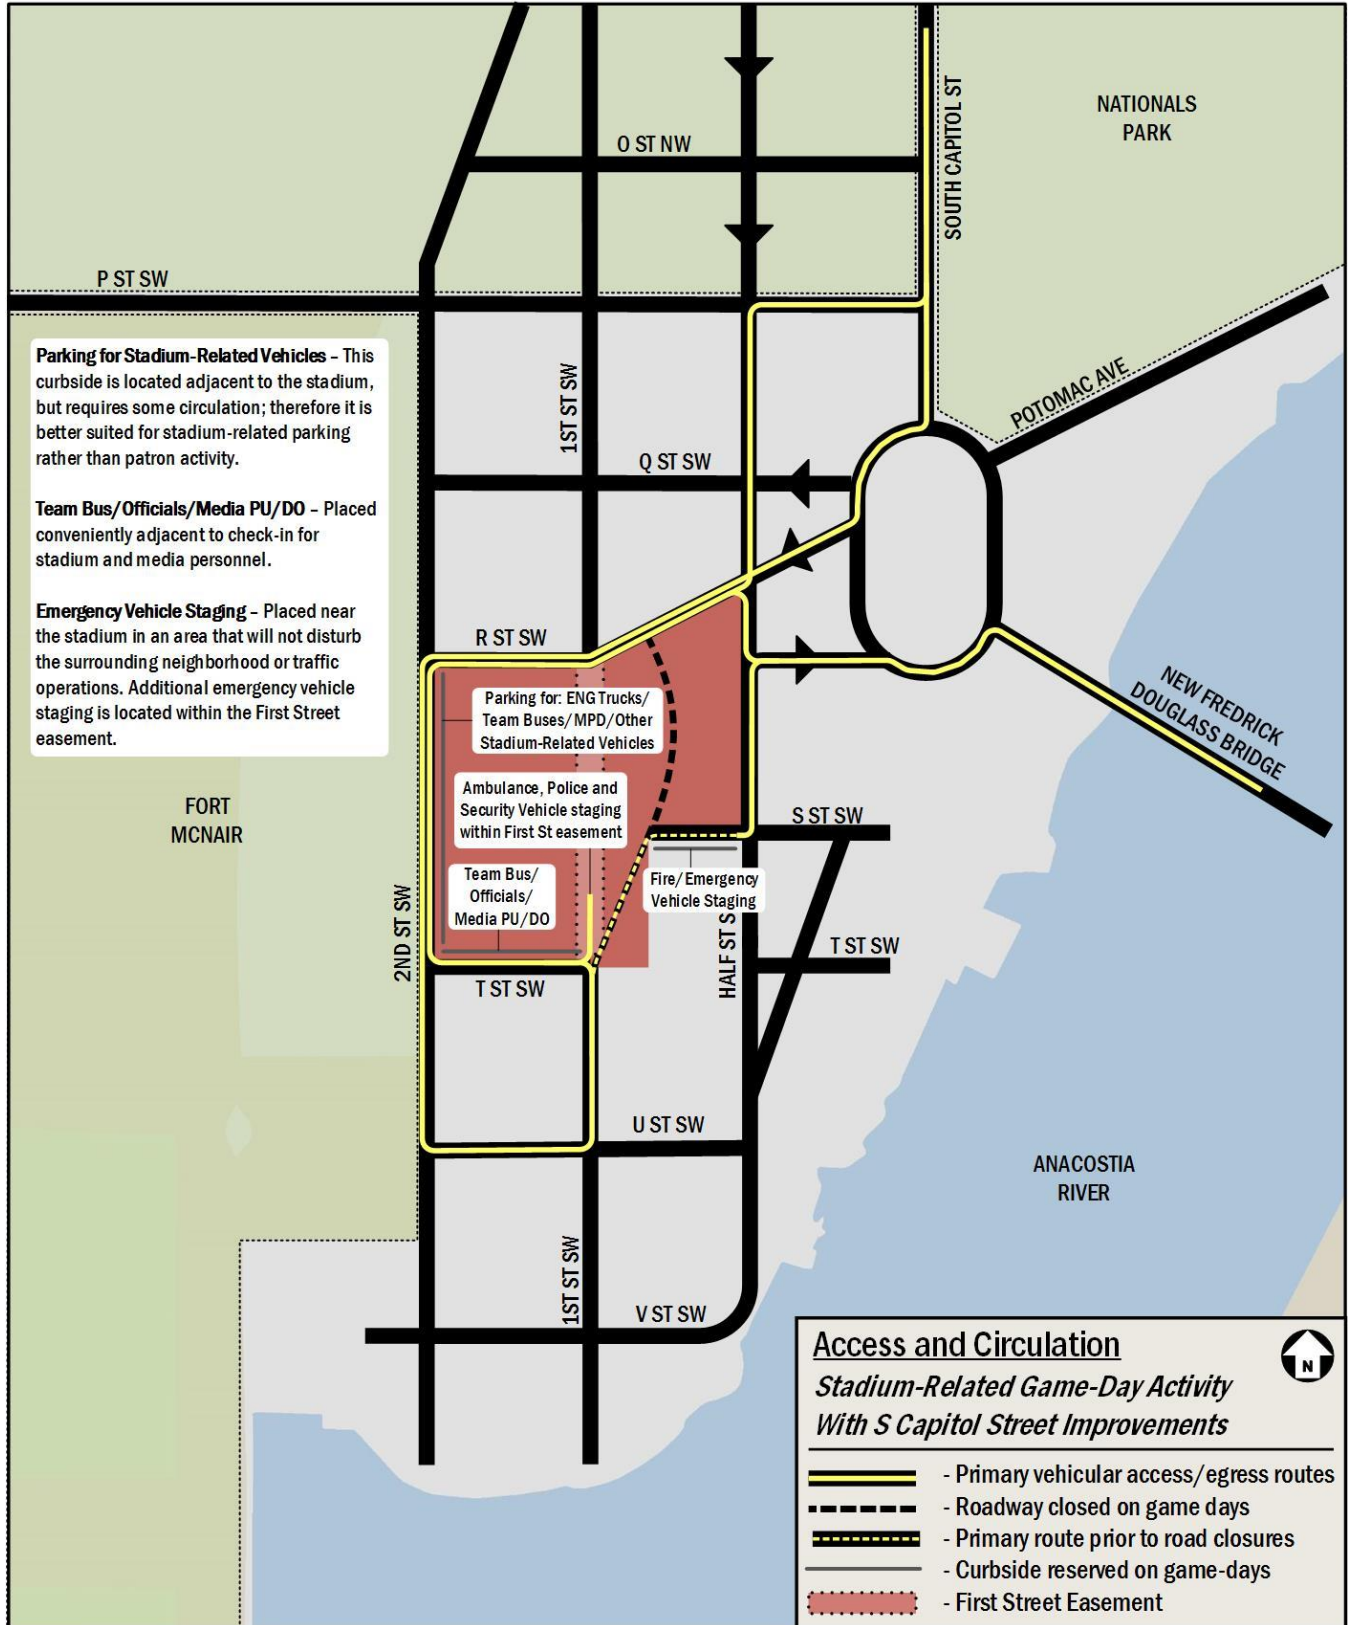 O ST NW
SOUTH CAPITOL ST
NATIONALS
PARK
P ST SW
Parking for Stadium-Related Vehicles – This
curbside is located adjacent to the stadium,
but requires some circulation; therefore it is
better suited for stadium-related parking
rather than patron activity.
Team Bus/Officials/Media PU/DO – Placed
conveniently adjacent to check-in for
stadium and media personnel.
Emergency Vehicle Staging – Placed near
the stadium in an area that will not disturb
the surrounding neighborhood or traffic
operations. Additional emergency vehicle
staging is located within the First Street
easement.
1ST ST SW
POTOMAC AVE
Q ST SW
R ST SW
Parking for: ENG Trucks/
Team Buses/MPD/Other
Stadium-Related Vehicles
NEW FREDRICK
DOUGLASS BRIDGE
FORT
MCNAIR
Ambulance, Police and
Security Vehicle staging
within First St easement
S ST SW
Team Bus/
Officials/
Media PU/DO
Fire/Emergency
Vehicle Staging
2ND ST SW
HALF ST S
T ST SW
T ST SW
U ST SW
ANACOSTIA
RIVER
1ST ST SW
V ST SW
Access and Circulation
N
Stadium-Related Game-Day Activity
With S Capitol Street Improvements
- Primary vehicular access/egress routes
- Roadway closed on game days
- Primary route prior to road closures
- Curbside reserved on game-days
- First Street Easement